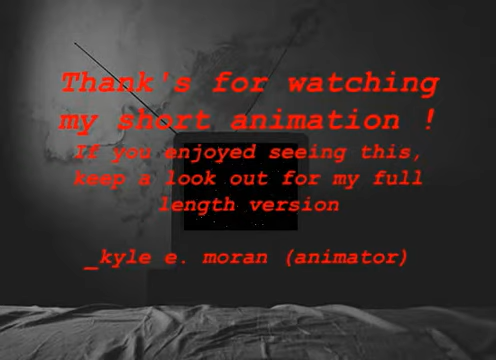 Thank's for watching
my short animation !
If you enjoyed seeing this,
keep a look out for my full
length version
_kyle e. moran (animator)